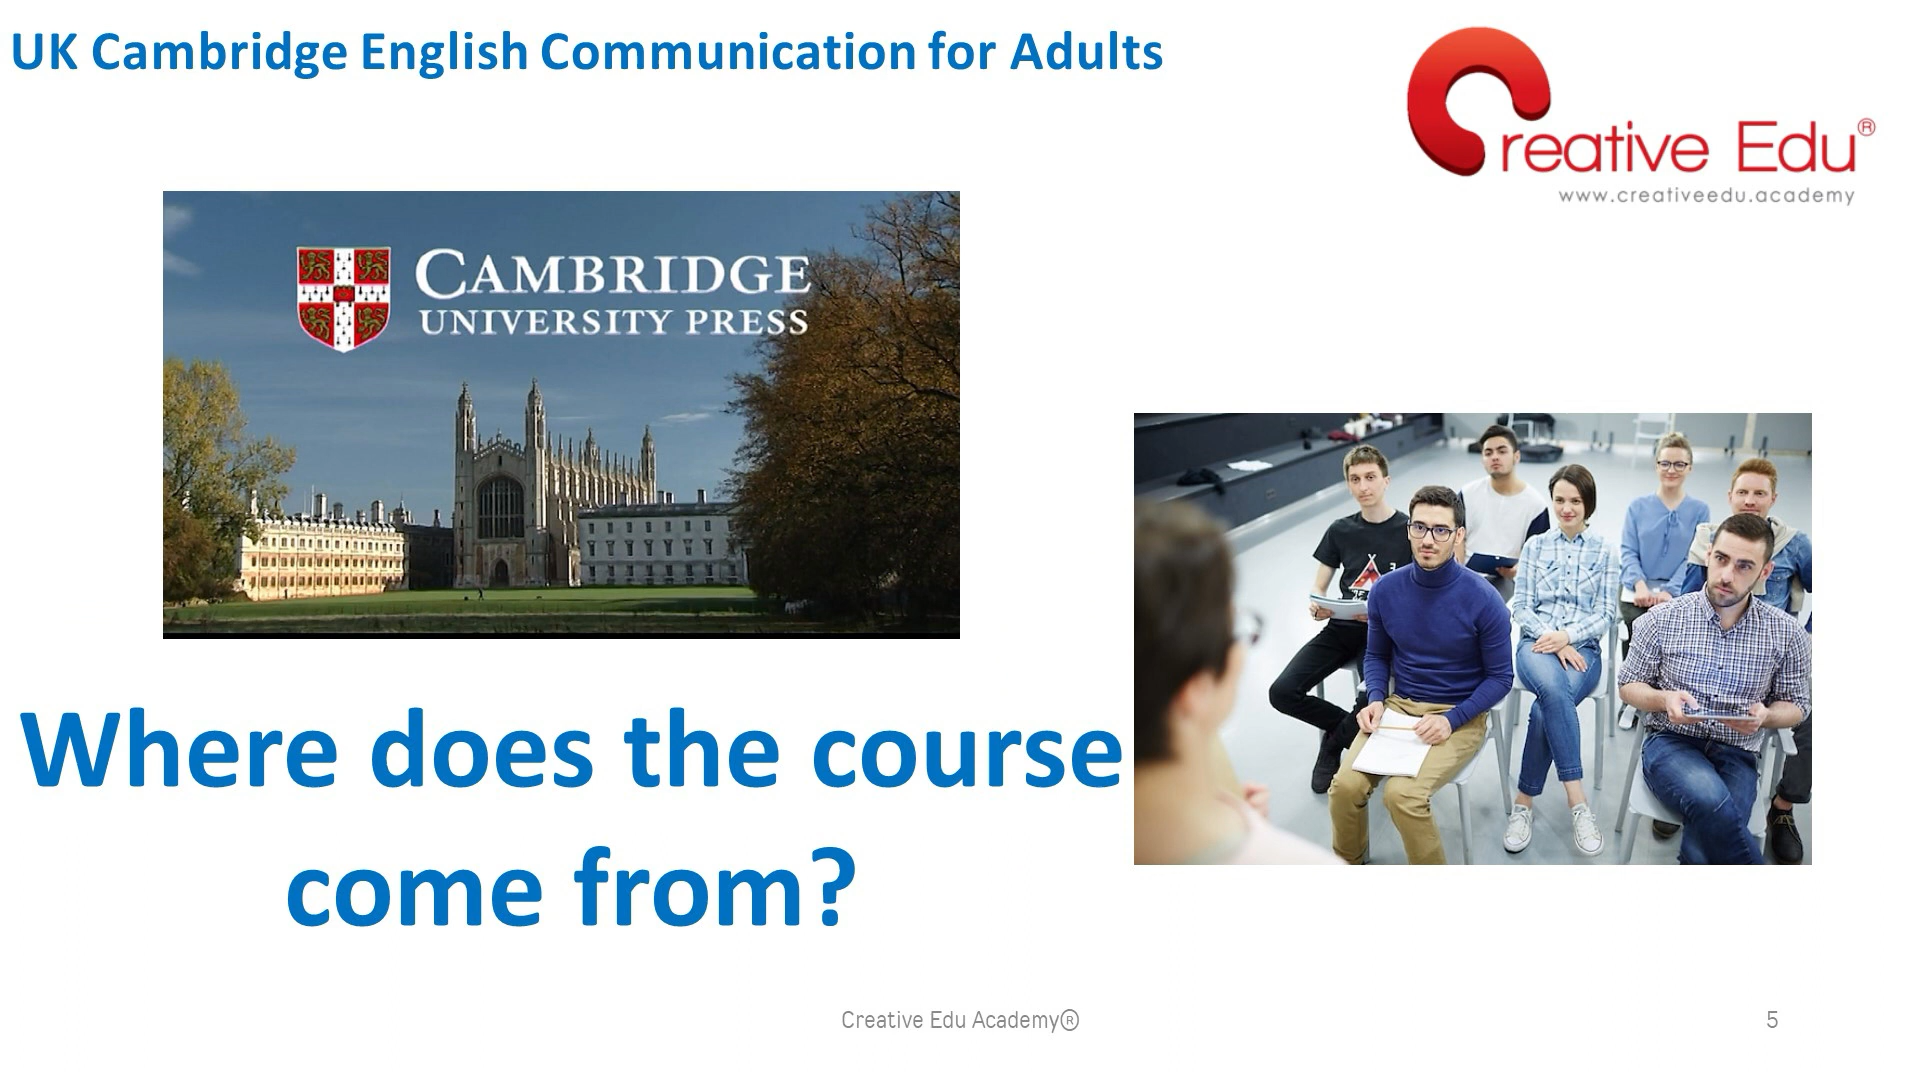 UK Cambridge English Communication for Adults
reative Edu®
www.creativeedu.academy
CAMBRIDGE
UNIVERSITY PRESS
Where does the course
come from?
Creative Edu Academy®
5